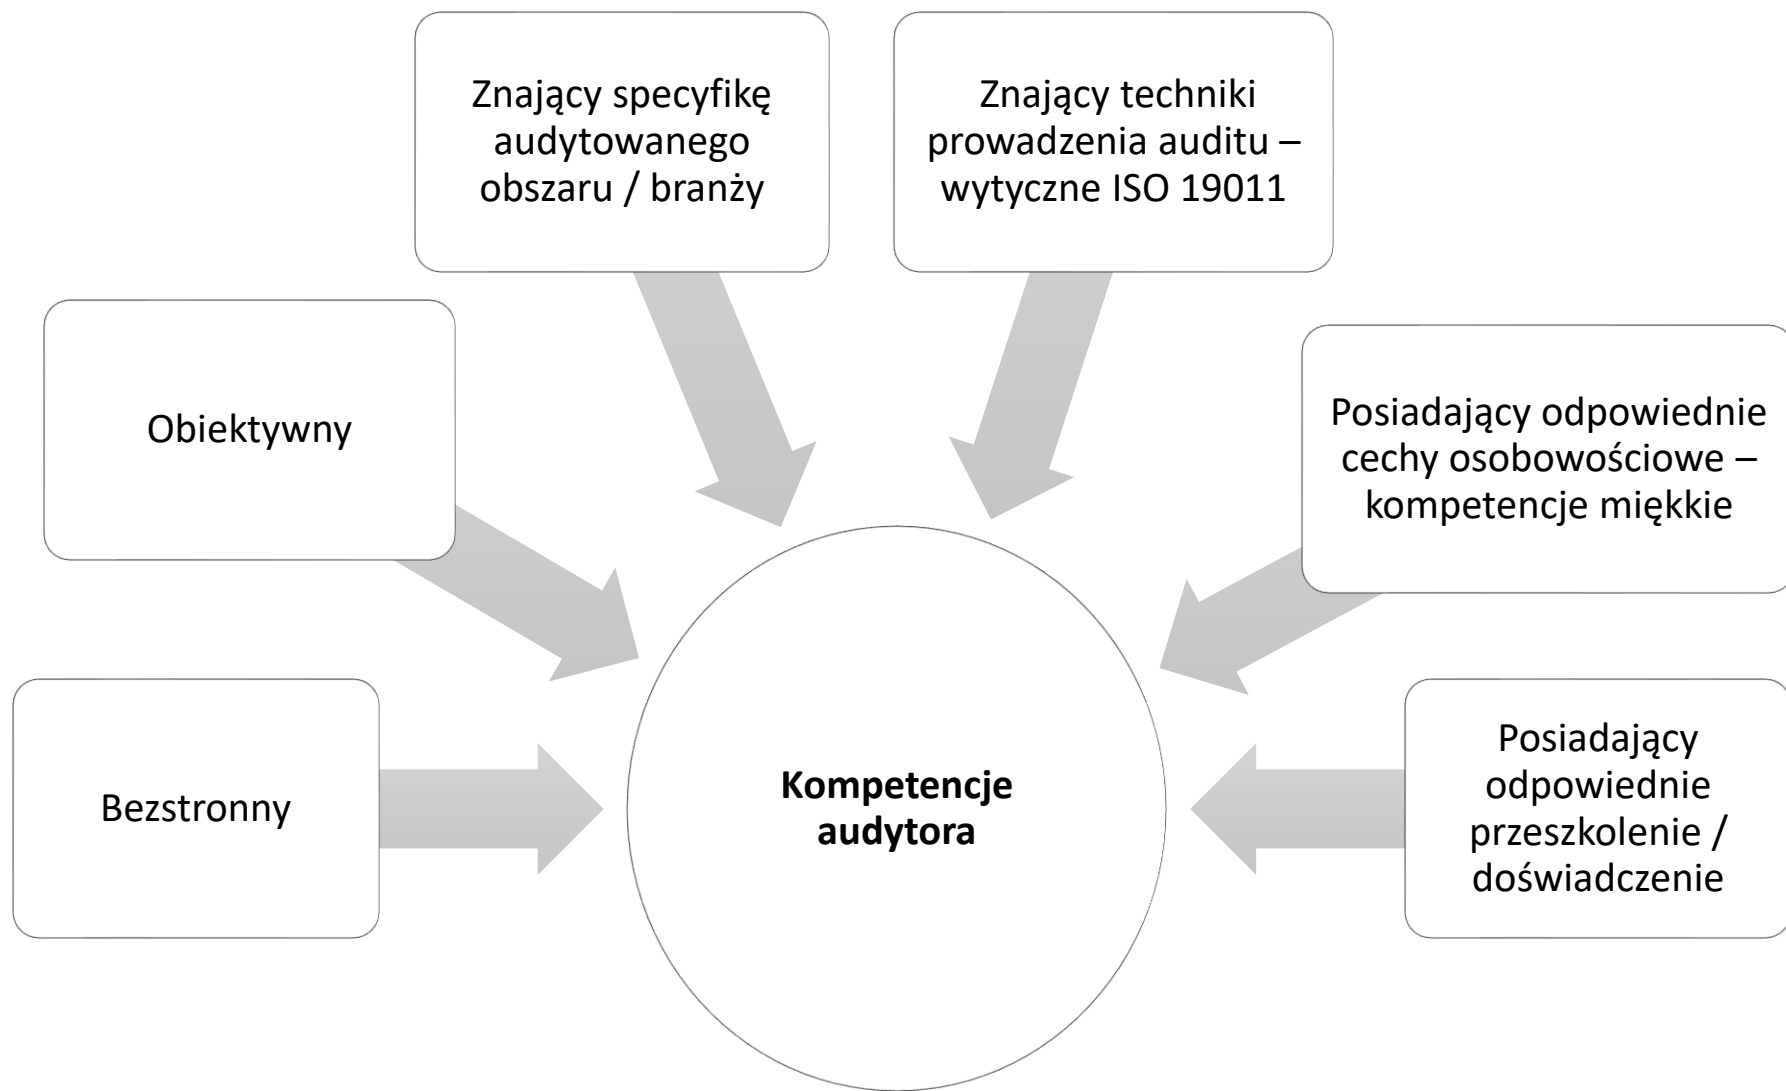 Znający specyfikę
audytowanego
obszaru / branży
Znający techniki
prowadzenia auditu –
wytyczne ISO 19011
Obiektywny
Posiadający odpowiednie
cechy osobowościowe –
kompetencje miękkie
Bezstronny
Kompetencje
audytora
Posiadający
odpowiednie
przeszkolenie /
doświadczenie